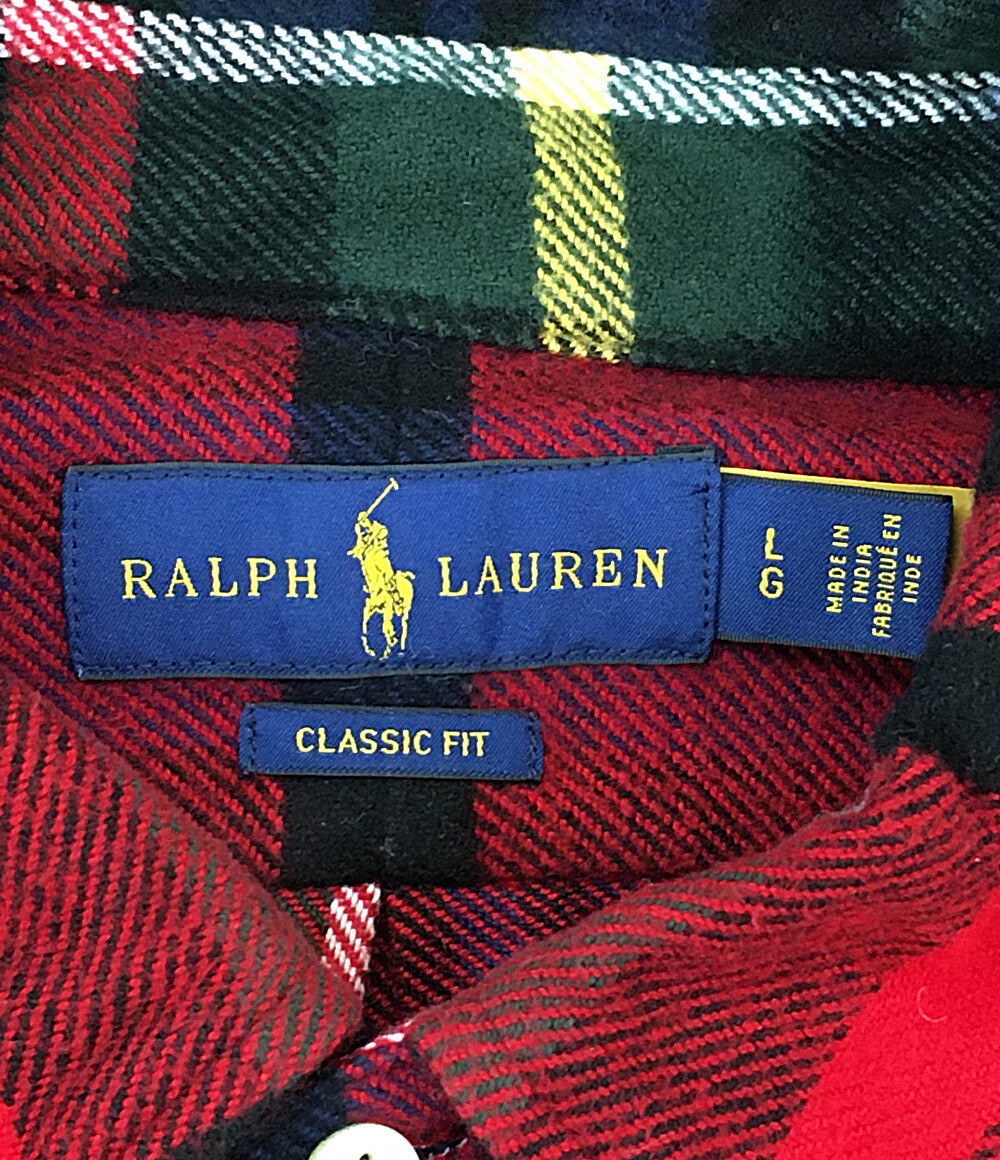 RALPH LAUREN
L
G
MADE IN
INDIA
FABRIQUÉ EN
INDE
CLASSIC FIT